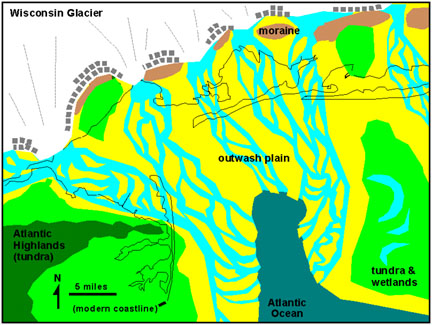 Wisconsin Glacier
moraine
outwash plain
Atlantic
Highlands
(tundra)
N
5 miles
(modern coastline)
Atlantic
Ocean
tundra &
wetlands